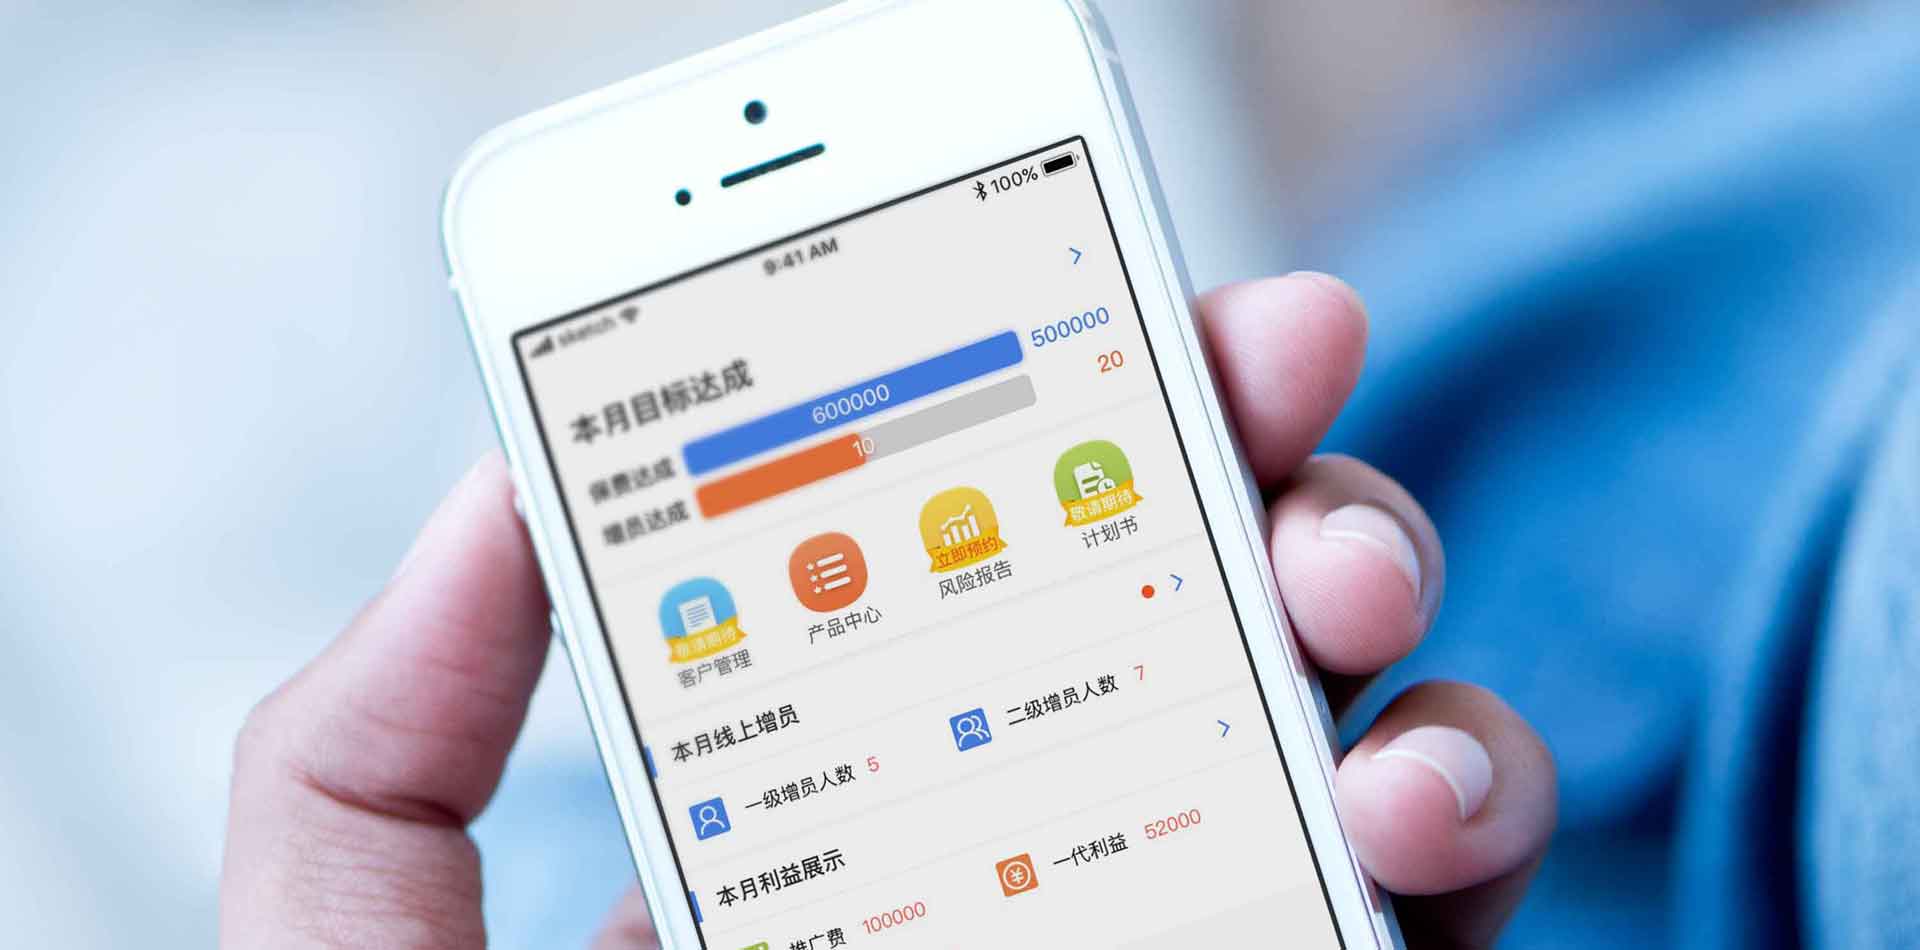 sketch 9:41 AM 100%
本月目标达成
保费达成 600000 500000
增员达成 10 20
敬请期待 立即预约 敬请期待
客户管理 产品中心 风险报告 计划书
本月线上增员
一级增员人数 5 二级增员人数 7
本月利益展示
推广费 100000 一代利益 52000